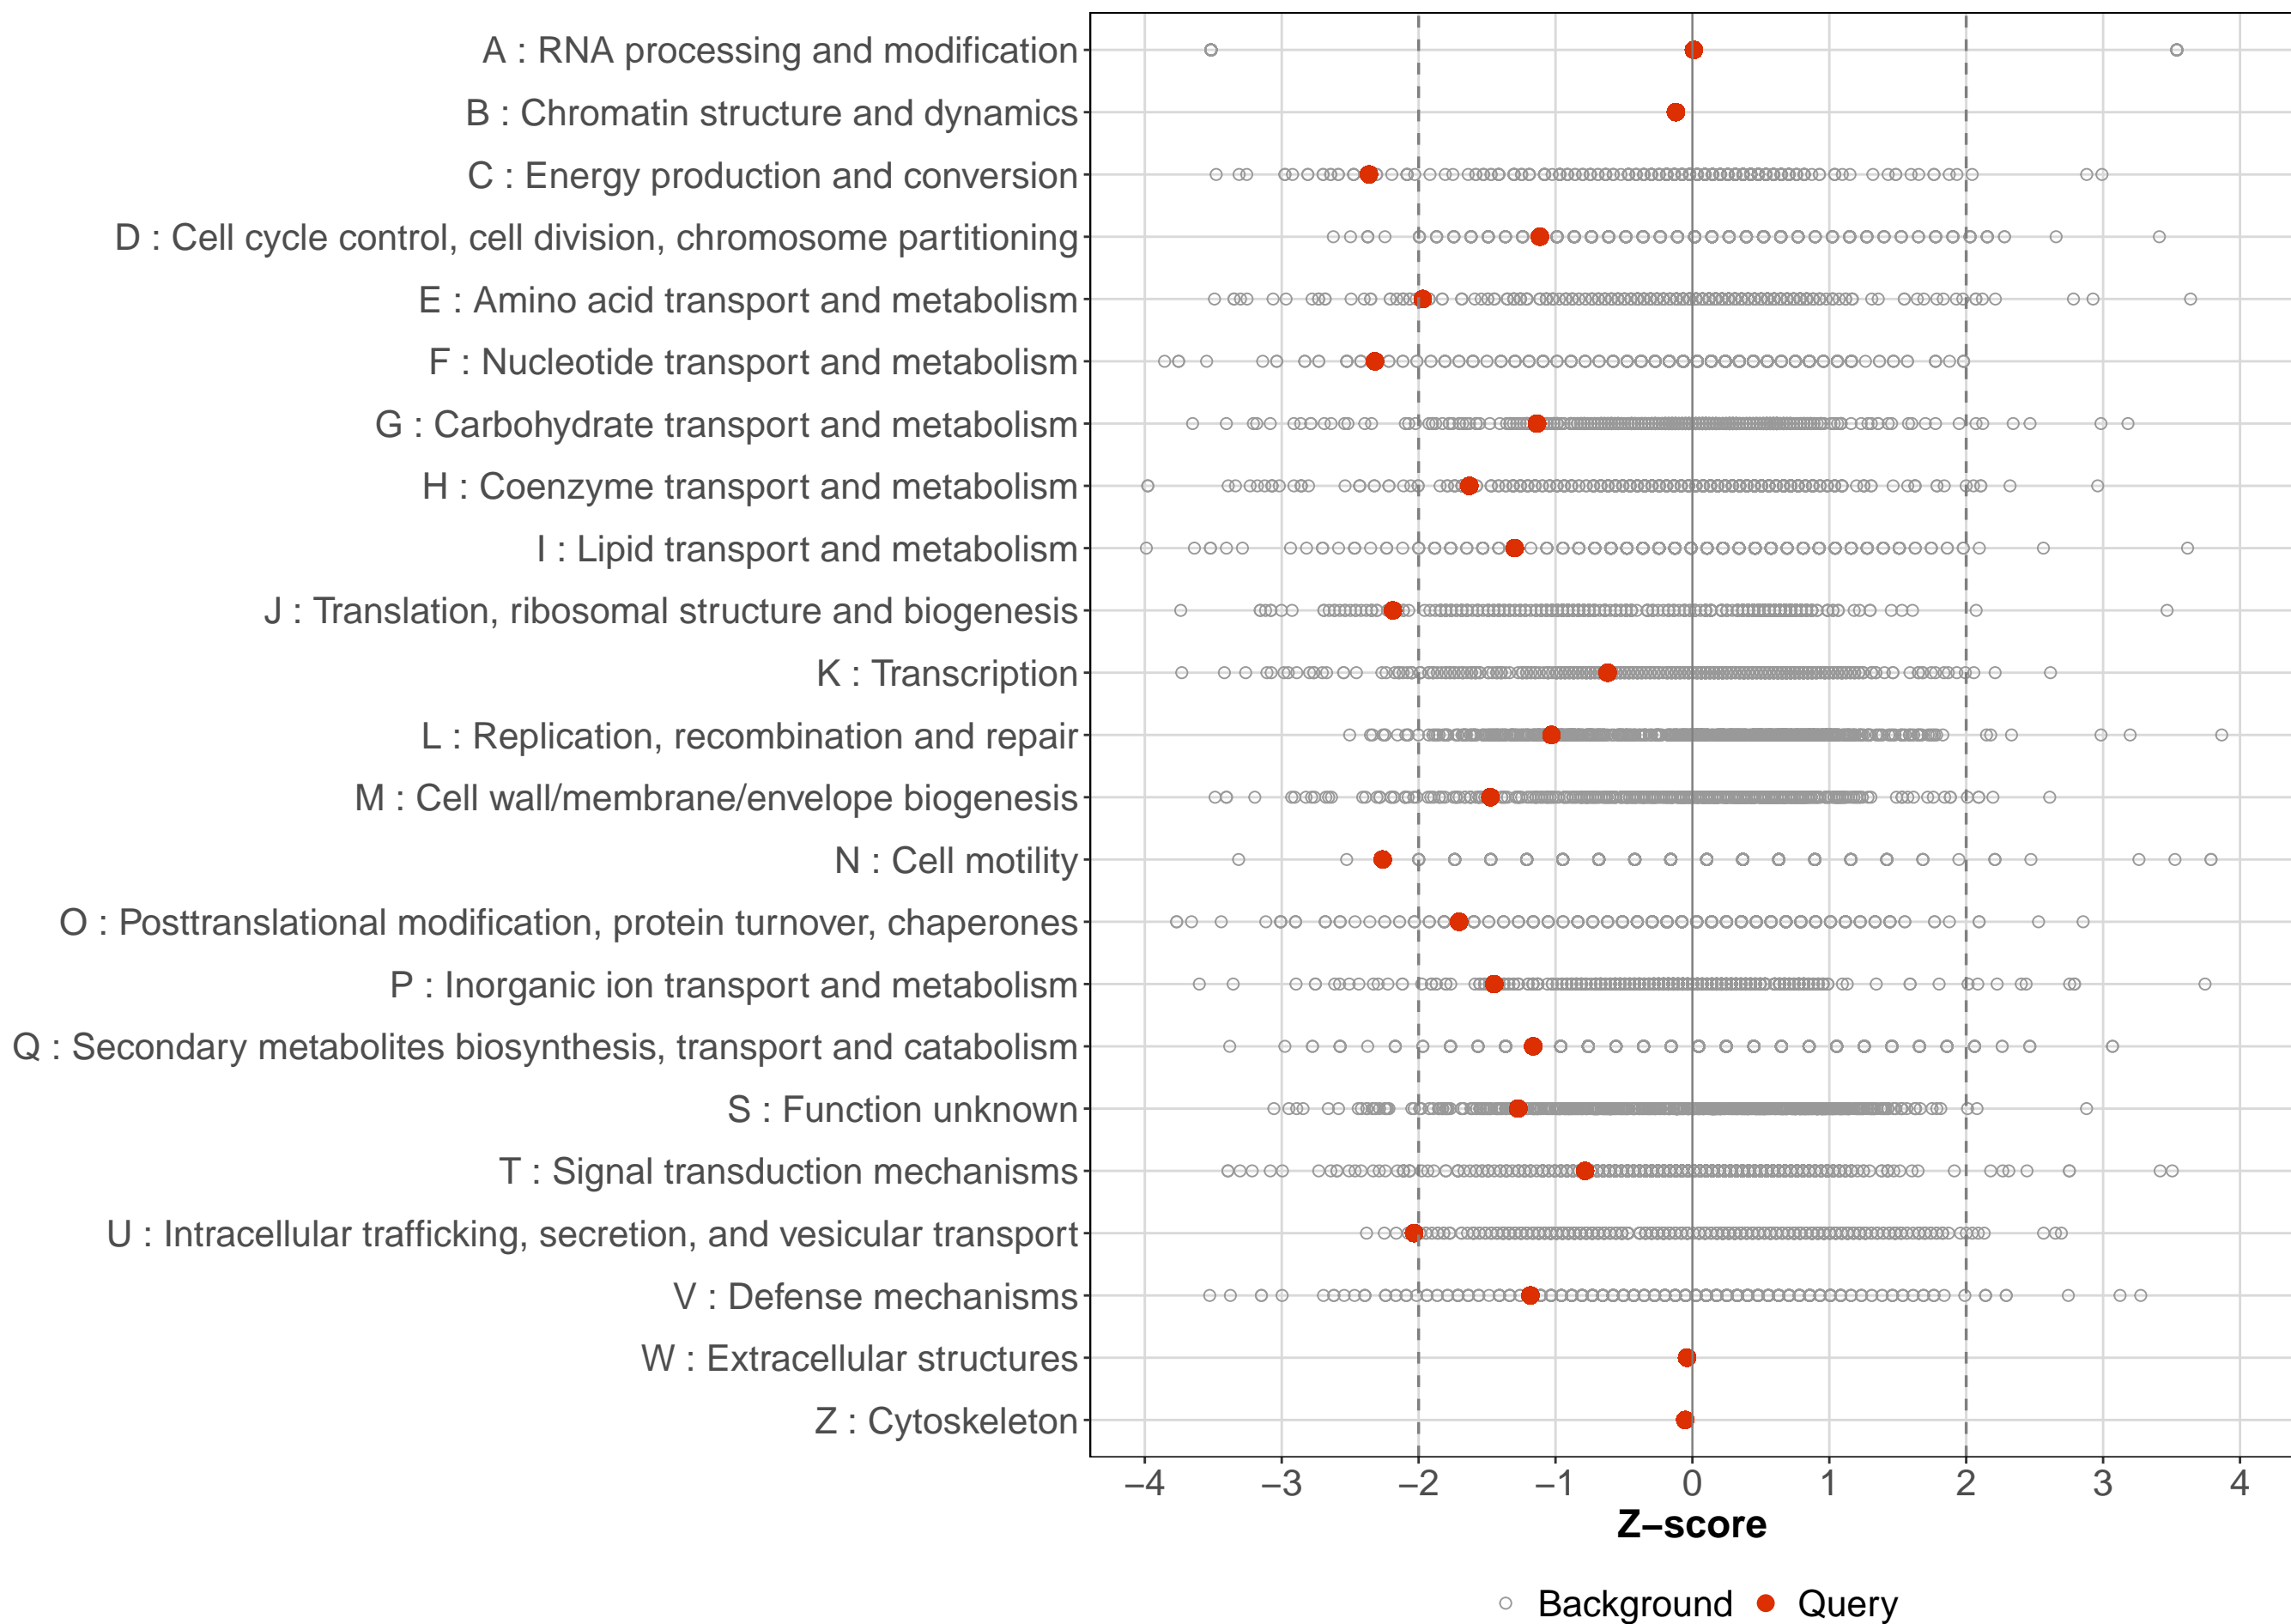 A : RNA processing and modification
B : Chromatin structure and dynamics
C : Energy production and conversion
D : Cell cycle control, cell division, chromosome partitioning
E : Amino acid transport and metabolism
F : Nucleotide transport and metabolism
G : Carbohydrate transport and metabolism
H : Coenzyme transport and metabolism
I : Lipid transport and metabolism
J : Translation, ribosomal structure and biogenesis
K : Transcription
L : Replication, recombination and repair
M : Cell wall/membrane/envelope biogenesis
N : Cell motility
O : Posttranslational modification, protein turnover, chaperones
P : Inorganic ion transport and metabolism
Q : Secondary metabolites biosynthesis, transport and catabolism
S : Function unknown
T : Signal transduction mechanisms
U : Intracellular trafficking, secretion, and vesicular transport
V : Defense mechanisms
W : Extracellular structures
Z : Cytoskeleton
−4 −3 −2 −1 0 1 2 3 4
Z−score
Background Query